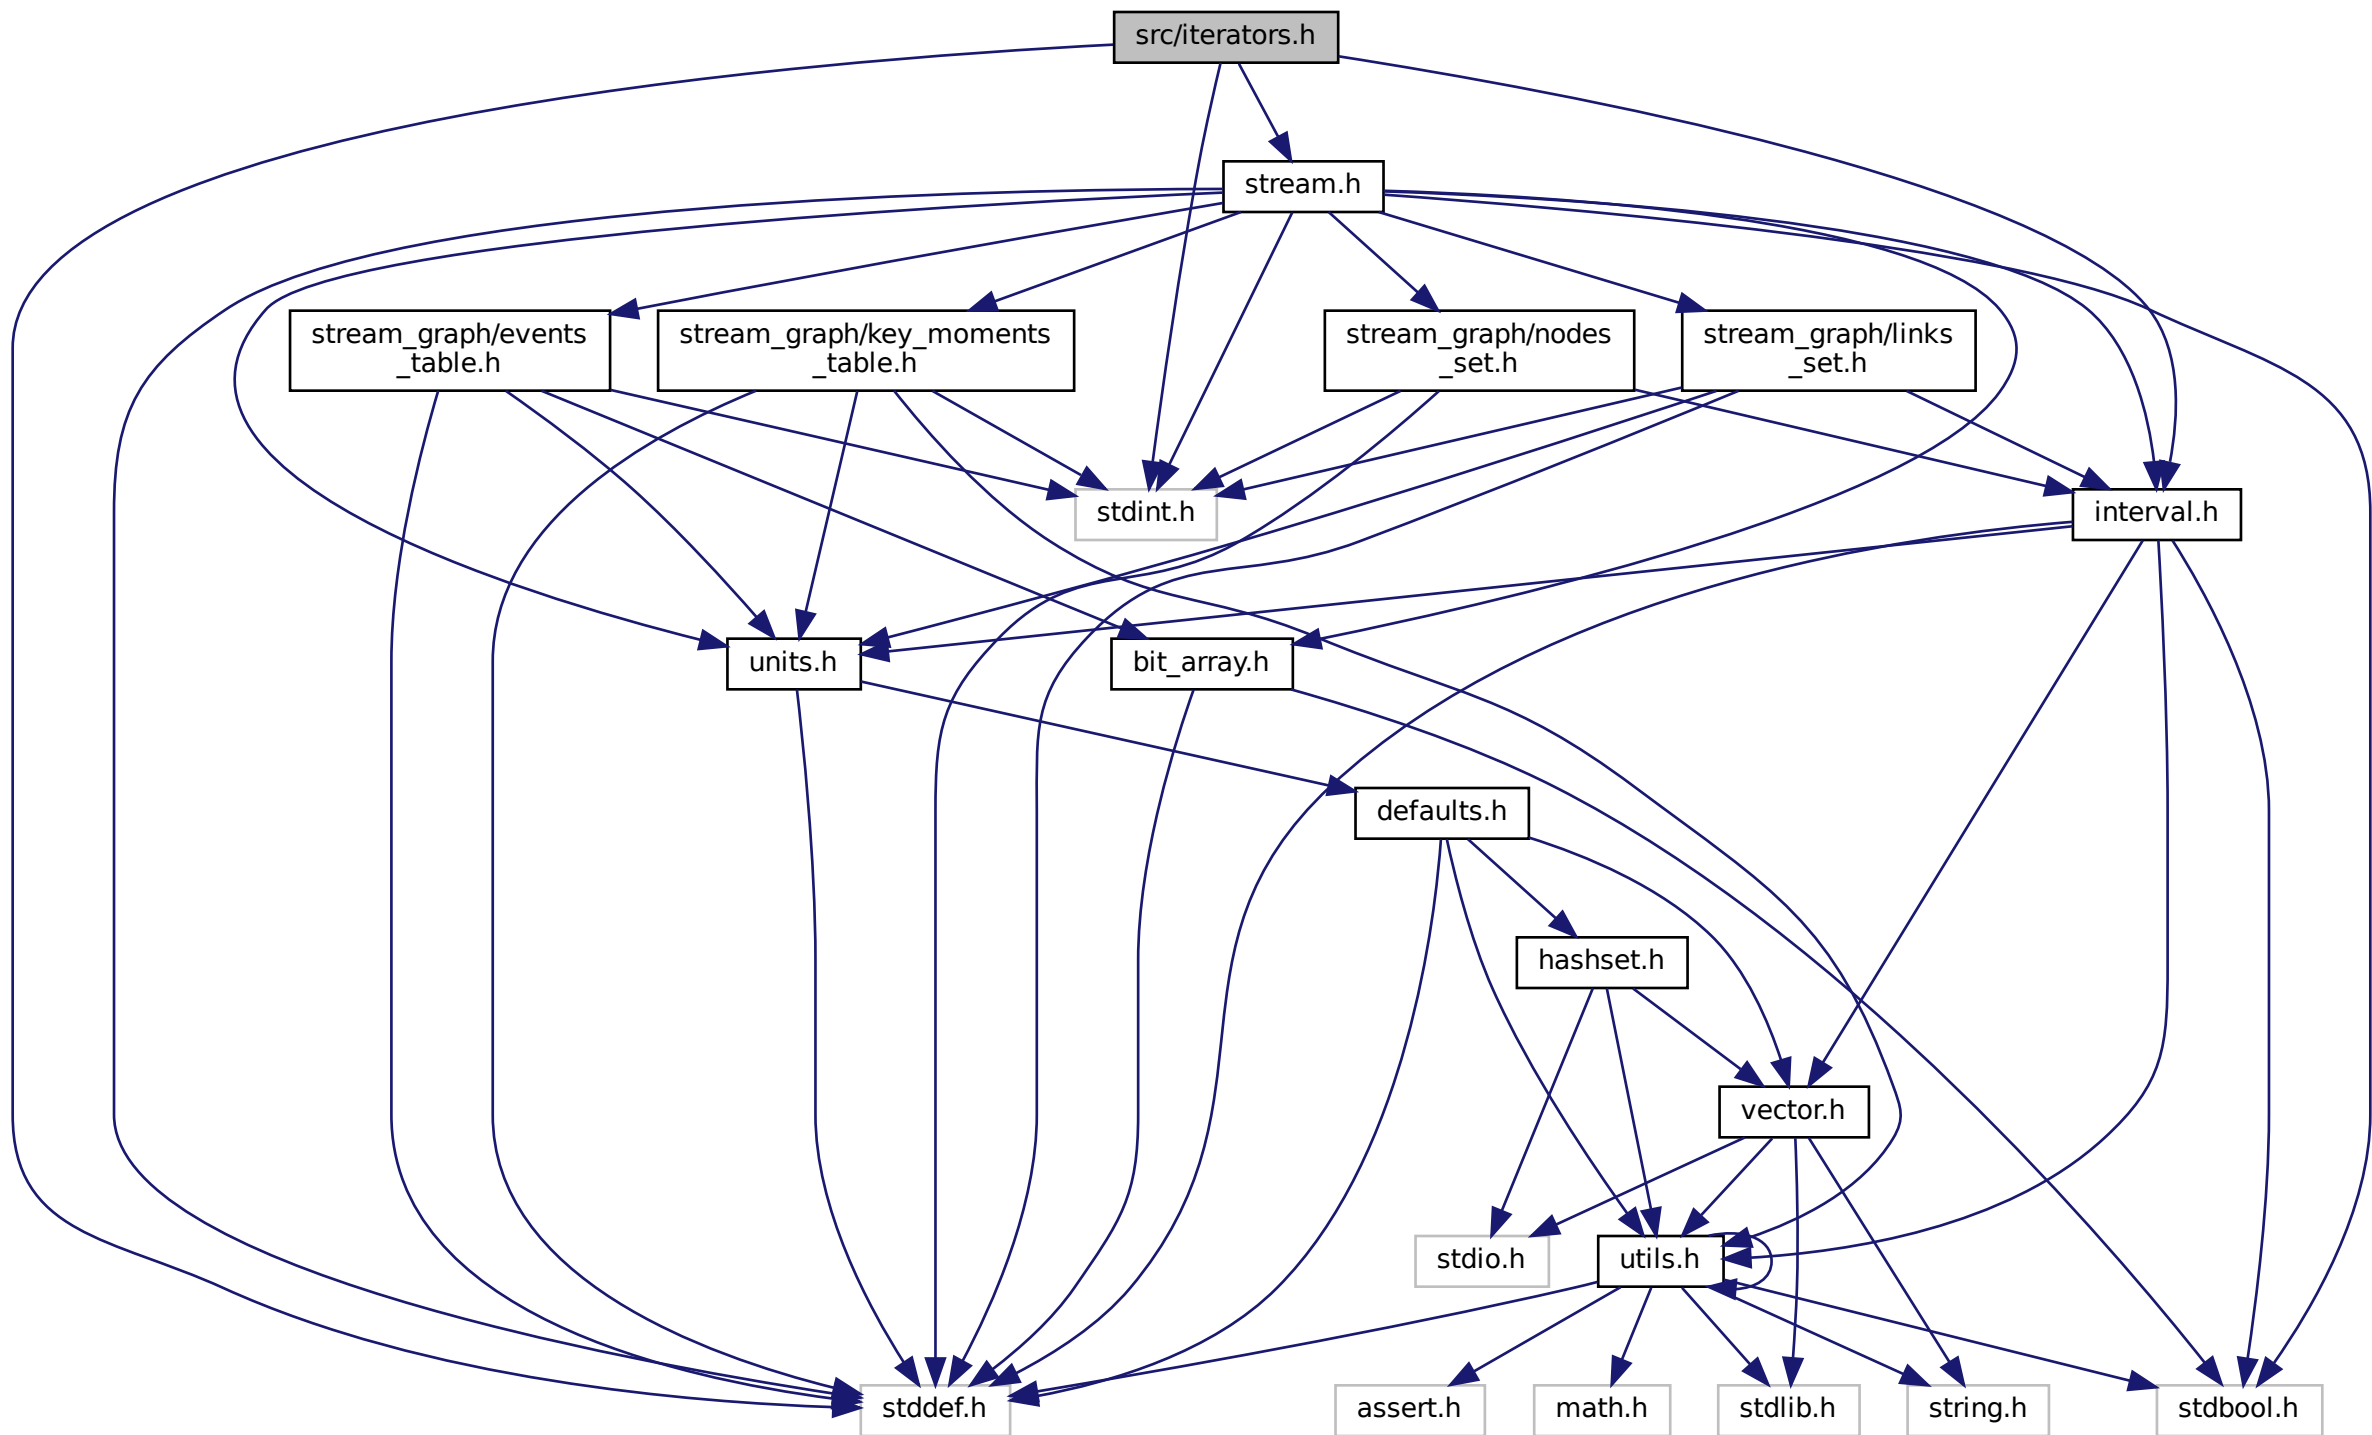 src/iterators.h
stream.h
stream_graph/events
_table.h
stream_graph/key_moments
_table.h
stream_graph/nodes
_set.h
stream_graph/links
_set.h
stdint.h
interval.h
units.h
bit_array.h
defaults.h
hashset.h
vector.h
stdio.h
utils.h
stddef.h
assert.h
math.h
stdlib.h
string.h
stdbool.h